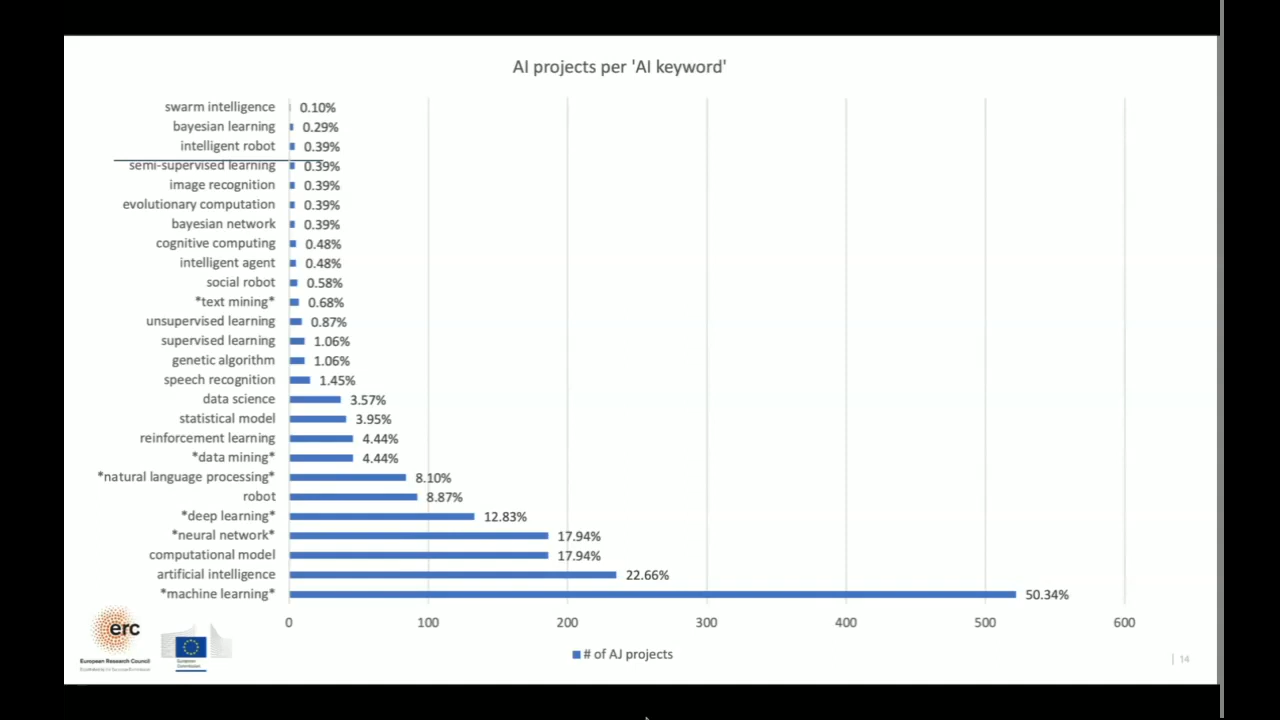 AI projects per 'AI keyword'
swarm intelligence 0.10%
bayesian learning 0.29%
intelligent robot 0.39%
semi-supervised learning 0.39%
image recognition 0.39%
evolutionary computation 0.39%
bayesian network 0.39%
cognitive computing 0.48%
intelligent agent 0.48%
social robot 0.58%
*text mining* 0.68%
unsupervised learning 0.87%
supervised learning 1.06%
genetic algorithm 1.06%
speech recognition 1.45%
data science 3.57%
statistical model 3.95%
reinforcement learning 4.44%
*data mining* 4.44%
*natural language processing* 8.10%
robot 8.87%
*deep learning* 12.83%
*neural network* 17.94%
computational model 17.94%
artificial intelligence 22.66%
*machine learning* 50.34%
0 100 200 300 400 500 600
# of AJ projects
erc
European Research Council
European
Commission
| 14